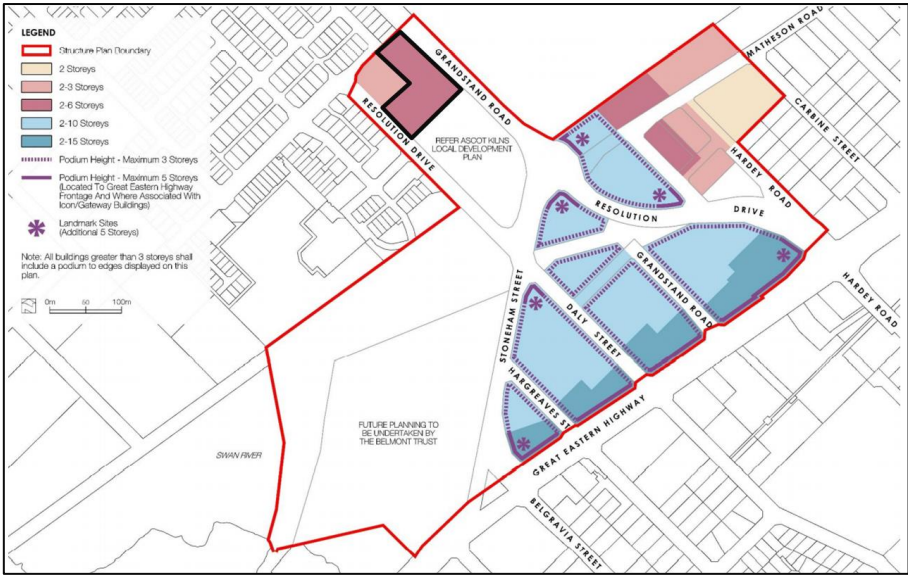 LEGEND
Structure Plan Boundary
2 Storeys
2-3 Storeys
2-6 Storeys
2-10 Storeys
2-15 Storeys
Podium Height - Maximum 3 Storeys
Podium Height - Maximum 5 Storeys
(Located To Great Eastern Highway
Frontage And Where Associated With
Icon/Gateway Buildings)
Landmark Sites
(Additional 5 Storeys)
Note: All buildings greater than 3 storeys shall
include a podium to edges displayed on this
plan.
0m 50 100m
GRANDSTAND ROAD
RESOLUTION DRIVE
REFER ASCOT KILNS
LOCAL DEVELOPMENT
PLAN
MATHESON ROAD
CARBINE STREET
HARDEY ROAD
RESOLUTION DRIVE
GRANDSTAND ROAD
HARDEY ROAD
STONEHAM STREET
DALY STREET
HARGREAVES ST
GREAT EASTERN HIGHWAY
BELGRAVIA STREET
FUTURE PLANNING TO
BE UNDERTAKEN BY
THE BELMONT TRUST
SWAN RIVER